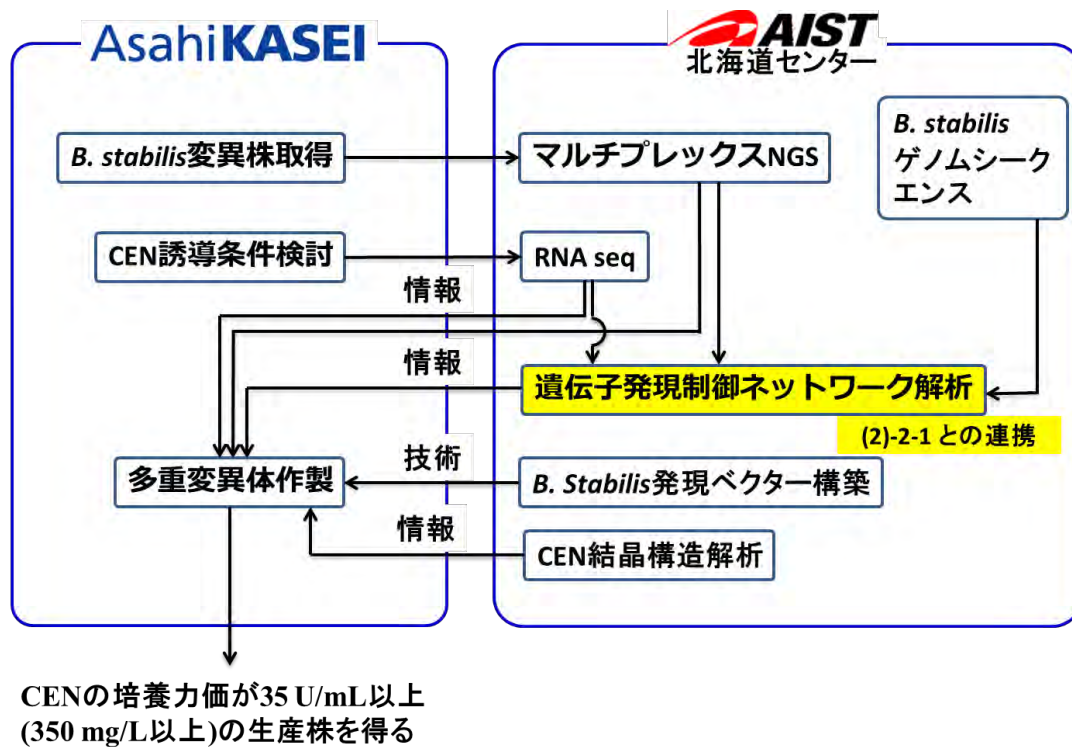 AsahiKASEI
AIST
北海道センター
B. stabilis変異株取得
マルチプレックスNGS
B. stabilis
ゲノムシーク
エンス
CEN誘導条件検討
RNA seq
情報
情報
遺伝子発現制御ネットワーク解析
(2)-2-1 との連携
技術
多重変異体作製
B. Stabilis発現ベクター構築
情報
CEN結晶構造解析
CENの培養力価が35 U/mL以上
(350 mg/L以上)の生産株を得る